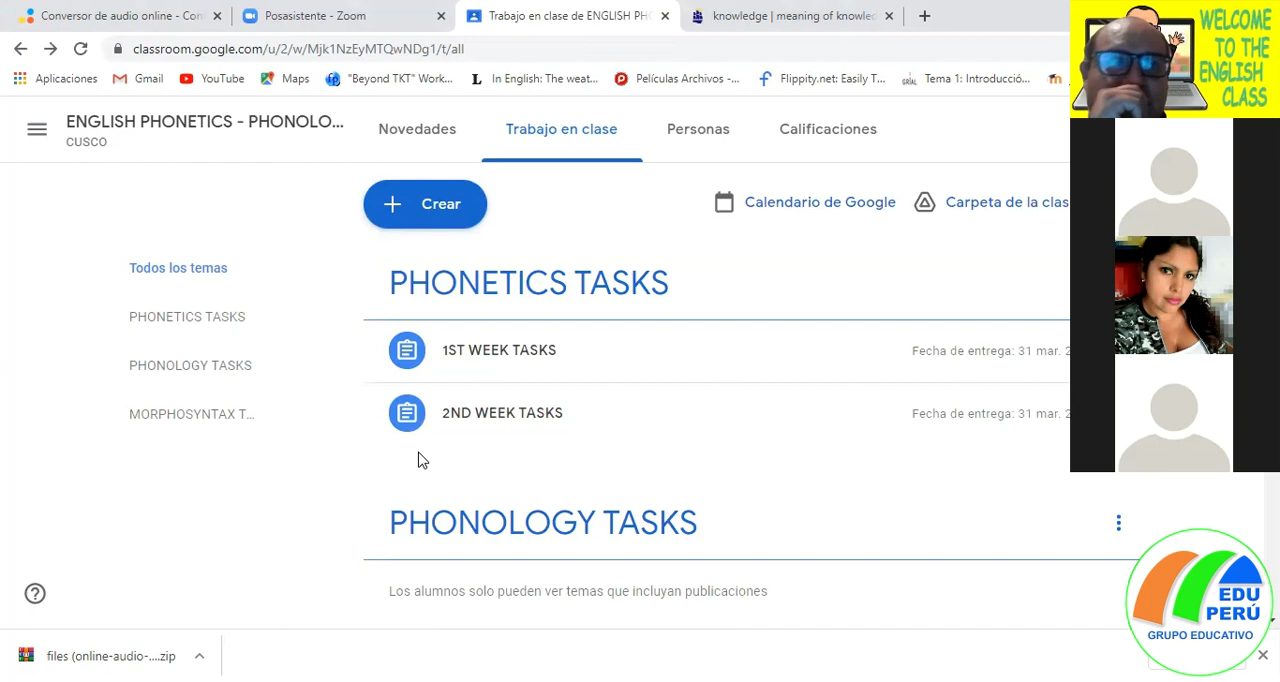 Conversor de audio online - Con
Posasistente - Zoom
Trabajo en clase de ENGLISH PHO
knowledge | meaning of knowled
classroom.google.com/u/2/w/Mjk1NzEyMTQwNDg1/t/all
Aplicaciones
Gmail
YouTube
Maps
"Beyond TKT" Work...
In English: The weat...
Películas Archivos -...
Flippity.net: Easily T...
GRIAL
Tema 1: Introducció...
WELCOME
TO THE
ENGLISH
CLASS
ENGLISH PHONETICS - PHONOLO...
CUSCO
Novedades
Trabajo en clase
Personas
Calificaciones
Crear
Calendario de Google
Carpeta de la clas
Todos los temas
PHONETICS TASKS
PHONOLOGY TASKS
MORPHOSYNTAX T...
PHONETICS TASKS
1ST WEEK TASKS
Fecha de entrega: 31 mar. 2
2ND WEEK TASKS
Fecha de entrega: 31 mar. 2
PHONOLOGY TASKS
Los alumnos solo pueden ver temas que incluyan publicaciones
EDU
PERÚ
GRUPO EDUCATIVO
files (online-audio-....zip